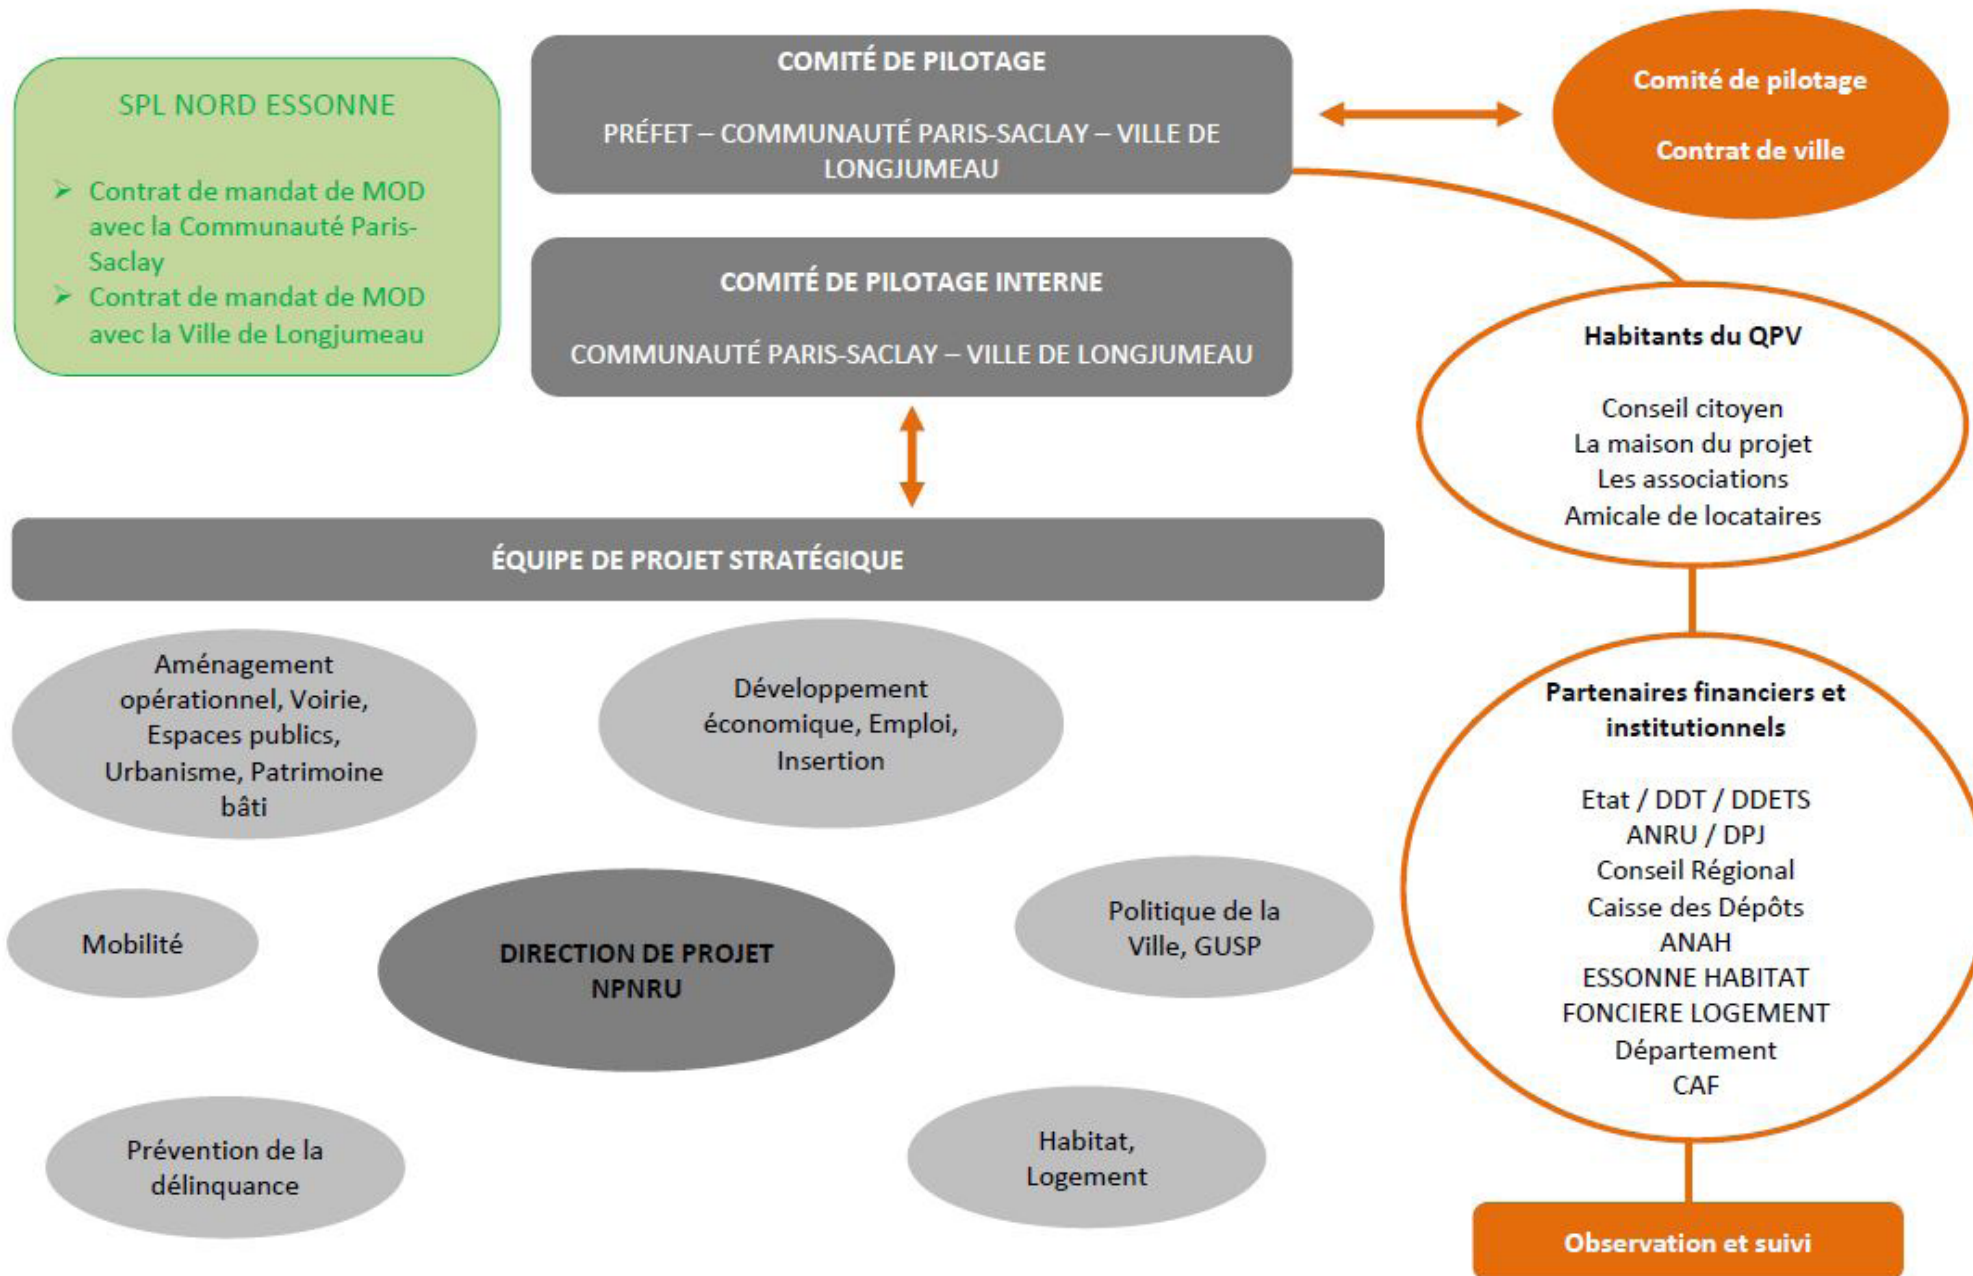 SPL NORD ESSONNE
➢ Contrat de mandat de MOD
avec la Communauté Paris-
Saclay
➢ Contrat de mandat de MOD
avec la Ville de Longjumeau
COMITÉ DE PILOTAGE
PRÉFET – COMMUNAUTÉ PARIS-SACLAY – VILLE DE
LONGJUMEAU
Comité de pilotage
Contrat de ville
COMITÉ DE PILOTAGE INTERNE
COMMUNAUTÉ PARIS-SACLAY – VILLE DE LONGJUMEAU
Habitants du QPV
Conseil citoyen
La maison du projet
Les associations
Amicale de locataires
ÉQUIPE DE PROJET STRATÉGIQUE
Aménagement
opérationnel, Voirie,
Espaces publics,
Urbanisme, Patrimoine
bâti
Développement
économique, Emploi,
Insertion
Mobilité
DIRECTION DE PROJET
NPNRU
Politique de la
Ville, GUSP
Prévention de la
délinquance
Habitat,
Logement
Partenaires financiers et
institutionnels
Etat / DDT / DDETS
ANRU / DPJ
Conseil Régional
Caisse des Dépôts
ANAH
ESSONNE HABITAT
FONCIERE LOGEMENT
Département
CAF
Observation et suivi